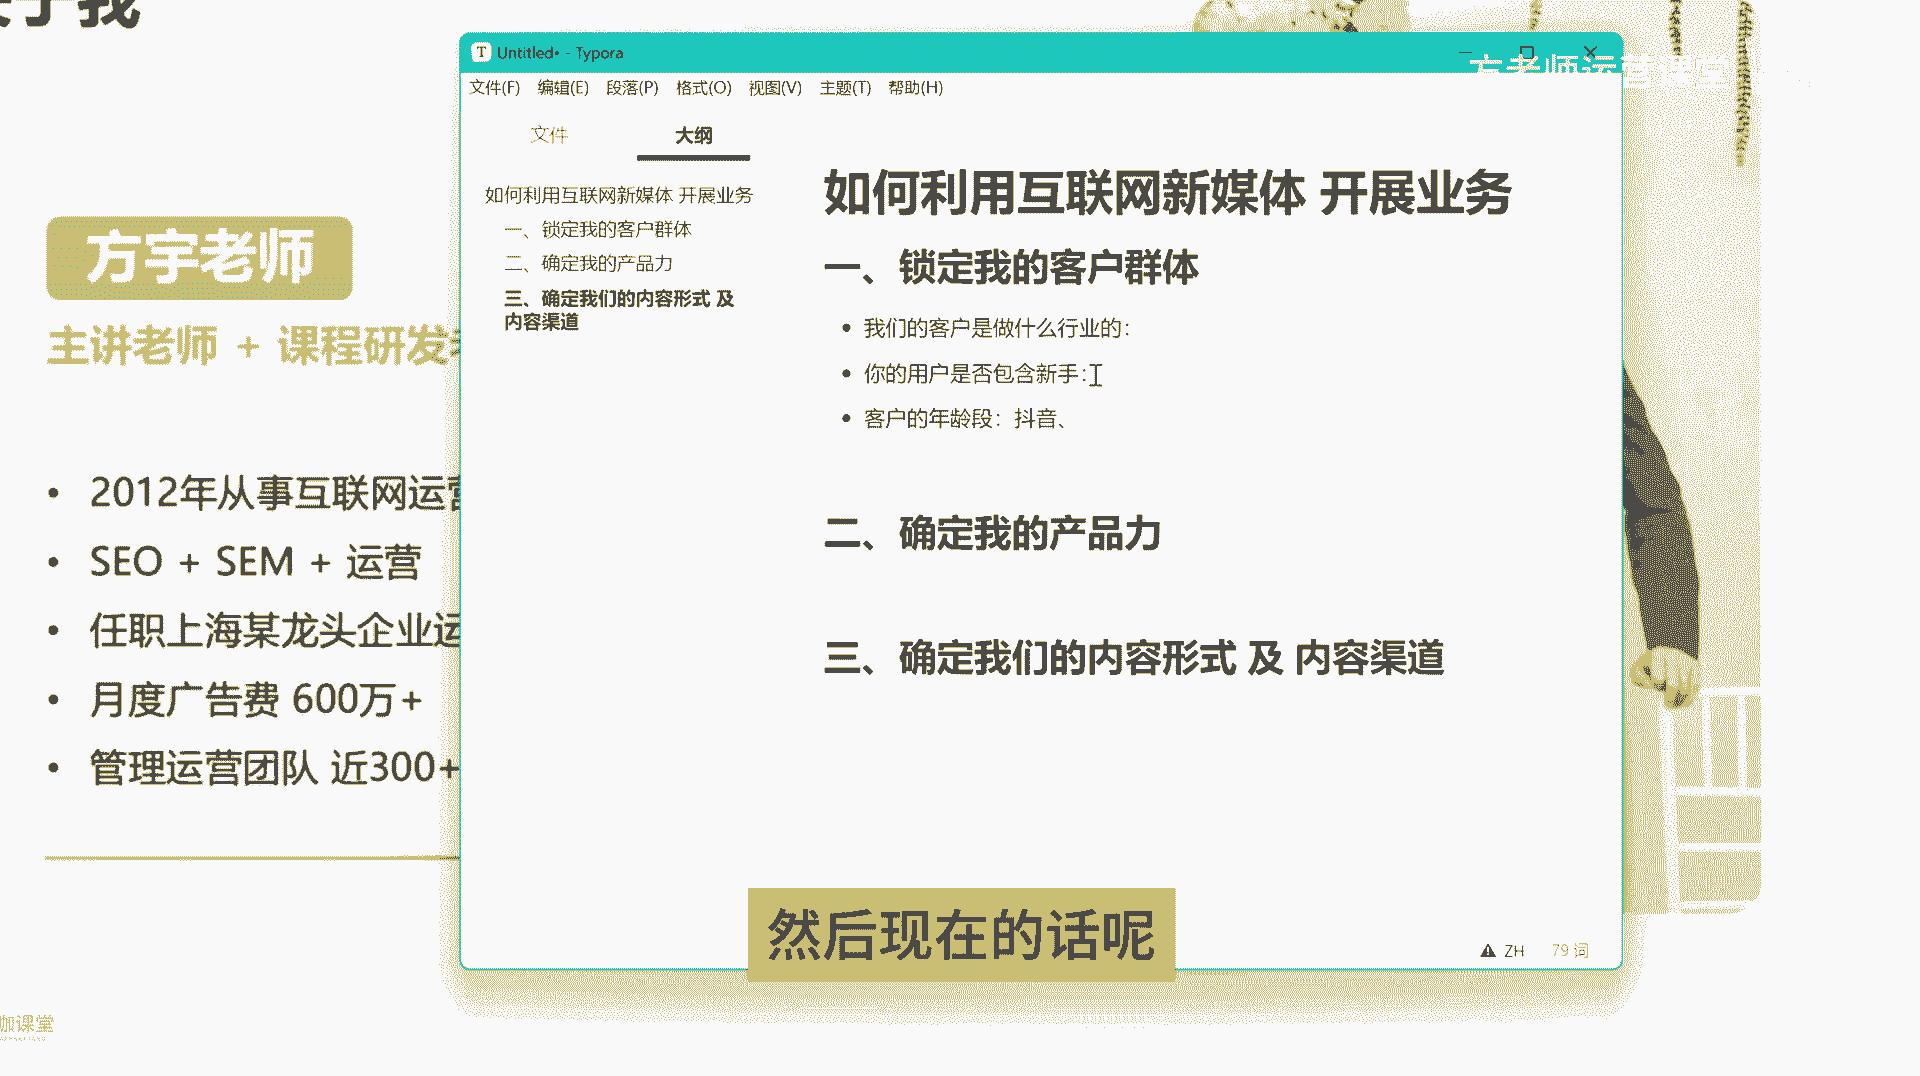 于我
方宇老师
主讲老师 + 课程研发
2012年从事互联网运营
SEO + SEM + 运营
任职上海某龙头企业运
月度广告费 600万+
管理运营团队 近300+
咖课堂
Untitled• - Typora
方老师运营课堂
文件(F) 编辑(E) 段落(P) 格式(O) 视图(V) 主题(T) 帮助(H)
文件 大纲
如何利用互联网新媒体 开展业务
一、锁定我的客户群体
二、确定我的产品力
三、确定我们的内容形式 及
内容渠道
如何利用互联网新媒体 开展业务
一、锁定我的客户群体
我们的客户是做什么行业的：
你的用户是否包含新手：
客户的年龄段：抖音、
二、确定我的产品力
三、确定我们的内容形式 及 内容渠道
ZH 79 词
然后现在的话呢